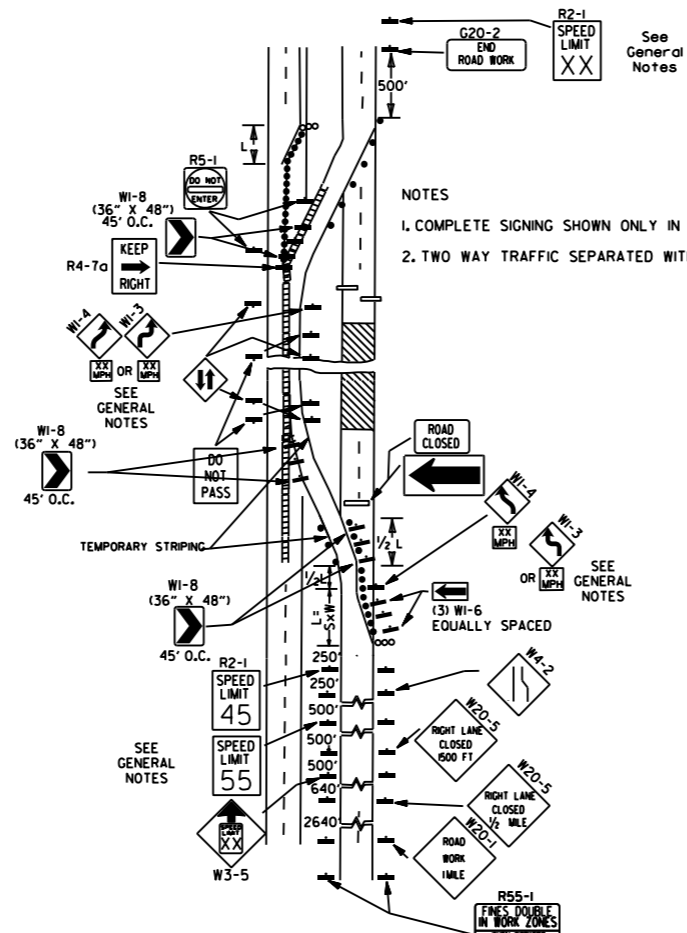 R2-1
SPEED
LIMIT
XX
See
General
Notes
G20-2
END
ROAD WORK
500'
L
R5-1
DO NOT
ENTER
W1-8
(36" X 48")
45' O.C.
KEEP
RIGHT
R4-7a
NOTES
1. COMPLETE SIGNING SHOWN ONLY IN
2. TWO WAY TRAFFIC SEPARATED WIT
W1-4
W1-3
XX
MPH
OR
XX
MPH
SEE
GENERAL
NOTES
W1-8
(36" X 48")
45' O.C.
DO
NOT
PASS
ROAD
CLOSED
TEMPORARY STRIPING
W1-4
XX
MPH
W1-3
OR
XX
MPH
SEE
GENERAL
NOTES
1/2 L
1/2 L
L=
SxW
W1-8
(36" X 48")
45' O.C.
(3) W1-6
EQUALLY SPACED
R2-1
SPEED
LIMIT
45
250'
250'
500'
500'
500'
640'
2640'
W4-2
SEE
GENERAL
NOTES
SPEED
LIMIT
55
W20-5
RIGHT LANE
CLOSED
1500 FT
SPEED
LIMIT
XX
W3-5
W20-5
RIGHT LANE
CLOSED
1/2 MILE
W20-1
ROAD
WORK
1 MILE
R55-1
FINES DOUBLE
IN WORK ZONES